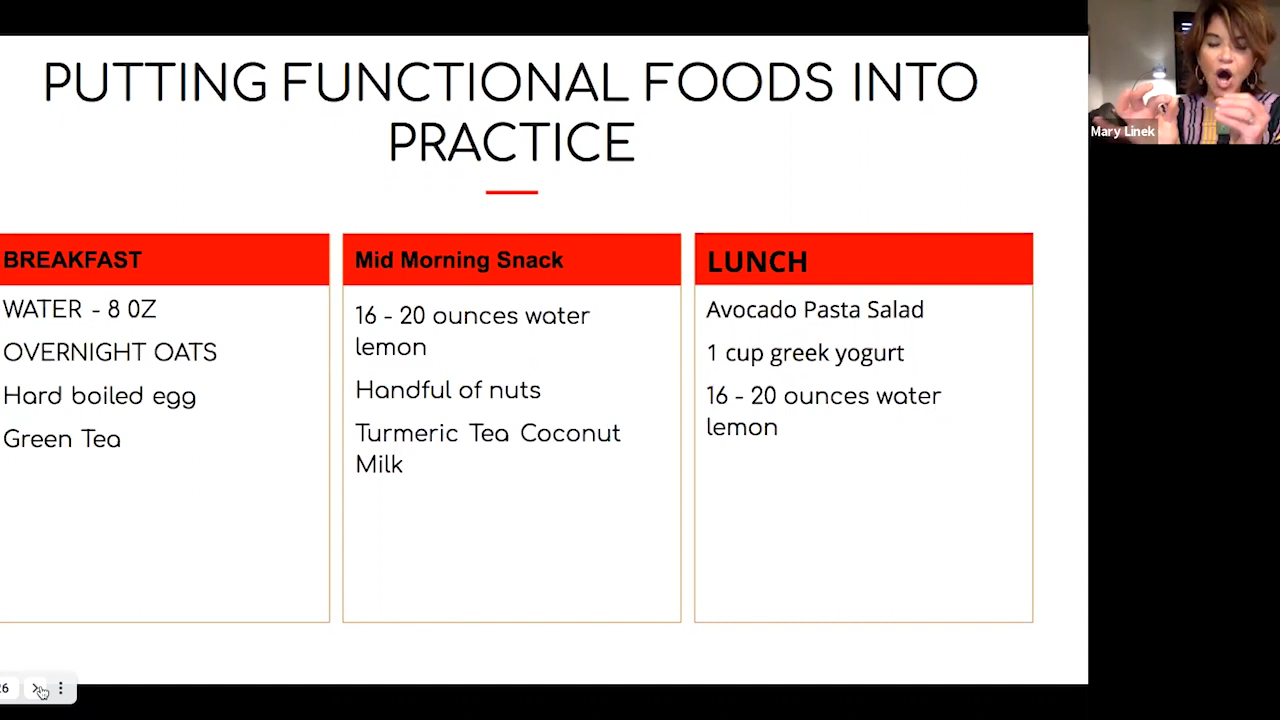 PUTTING FUNCTIONAL FOODS INTO
PRACTICE
Mary Linek
BREAKFAST
WATER - 8 0Z
OVERNIGHT OATS
Hard boiled egg
Green Tea
Mid Morning Snack
16 - 20 ounces water
lemon
Handful of nuts
Turmeric Tea Coconut
Milk
LUNCH
Avocado Pasta Salad
1 cup greek yogurt
16 - 20 ounces water
lemon
26